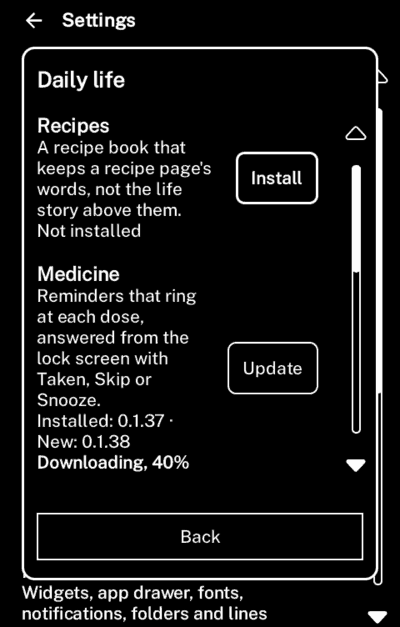 Settings
Daily life
Recipes
A recipe book that
keeps a recipe page's
words, not the life
story above them.
Not installed
Install
Medicine
Reminders that ring
at each dose,
answered from the
lock screen with
Taken, Skip or
Snooze.
Installed: 0.1.37 ·
New: 0.1.38
Downloading, 40%
Update
Back
Widgets, app drawer, fonts,
notifications, folders and lines